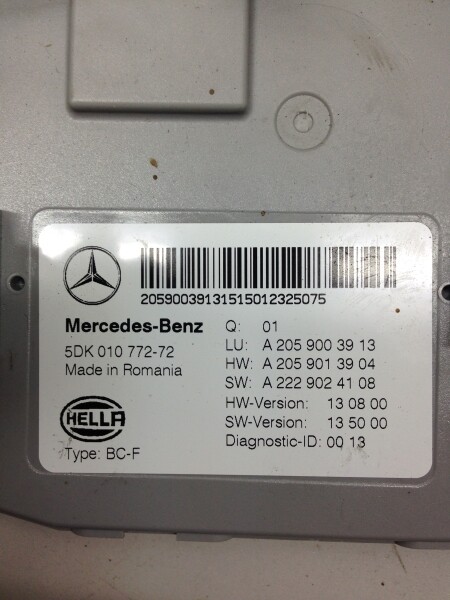 20590039131515012325075
Mercedes-Benz
5DK 010 772-72
Made in Romania
HELLA
Type: BC-F
Q: 01
LU: A 205 900 39 13
HW: A 205 901 39 04
SW: A 222 902 41 08
HW-Version: 13 08 00
SW-Version: 13 50 00
Diagnostic-ID: 00 13